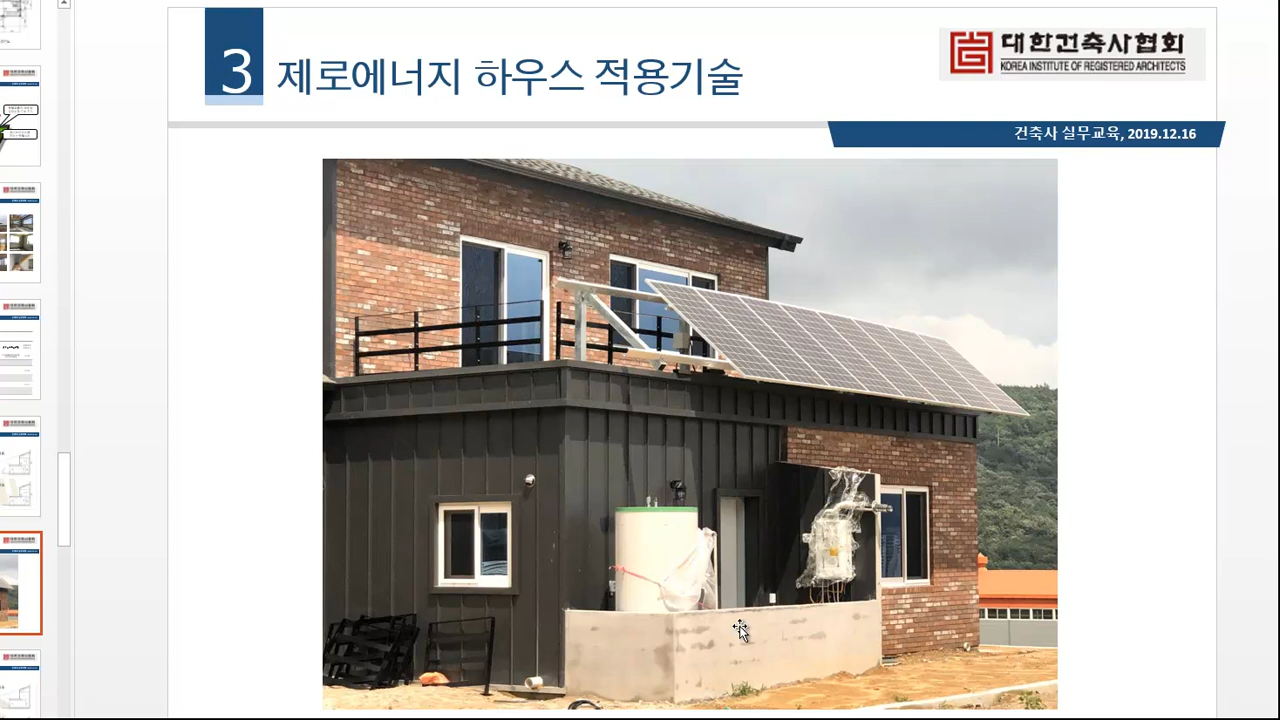 3 제로에너지 하우스 적용기술
대한건축사협회
KOREA INSTITUTE OF REGISTERED ARCHITECTS
건축사 실무교육, 2019.12.16